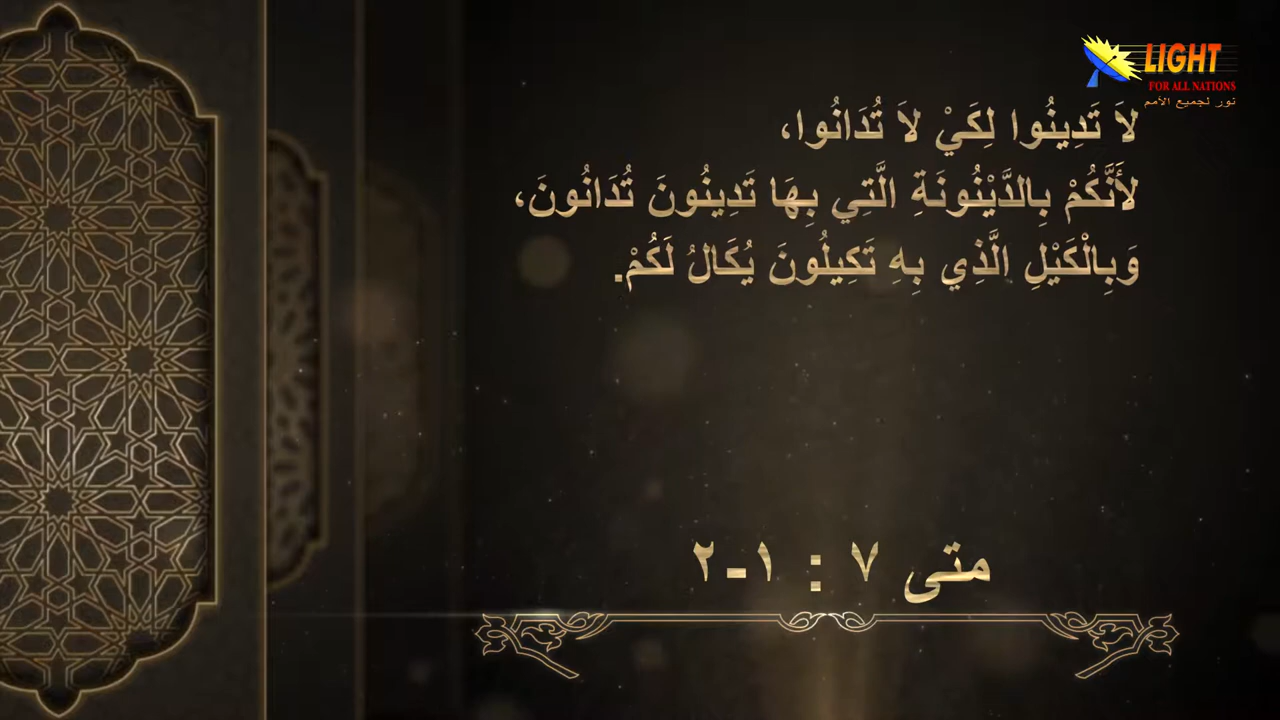 LIGHT
FOR ALL NATIONS
نور لجميع الأمم
لاَ تَدِينُوا لِكَيْ لاَ تُدَانُوا،
لأَنَّكُمْ بِالدَّيْنُونَةِ الَّتِي بِهَا تَدِينُونَ تُدَانُونَ،
وَبِالْكَيْلِ الَّذِي بِهِ تَكِيلُونَ يُكَالُ لَكُمْ.
متى ٧ : ١-٢